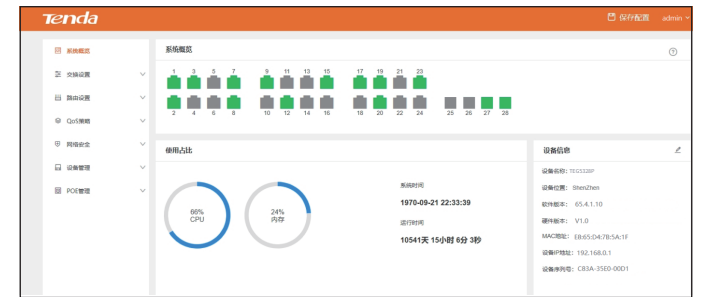 Tenda
保存配置 admin
系统概览
交换设置
路由设置
QoS策略
网络安全
设备管理
POE管理
系统概览
1 3 5 7 9 11 13 15 17 19 21 23
2 4 6 8 10 12 14 16 18 20 22 24 25 26 27 28
使用占比
66%
CPU
24%
内存
系统时间
1970-09-21 22:33:39
运行时间
10541天 15小时 6分 3秒
设备信息
设备名称: TEG5328F
设备位置: ShenZhen
软件版本: 65.4.1.10
硬件版本: V1.0
MAC地址: E8:65:D4:7B:5A:1F
设备IP地址: 192.168.0.1
设备序列号: C83A-35E0-00D1